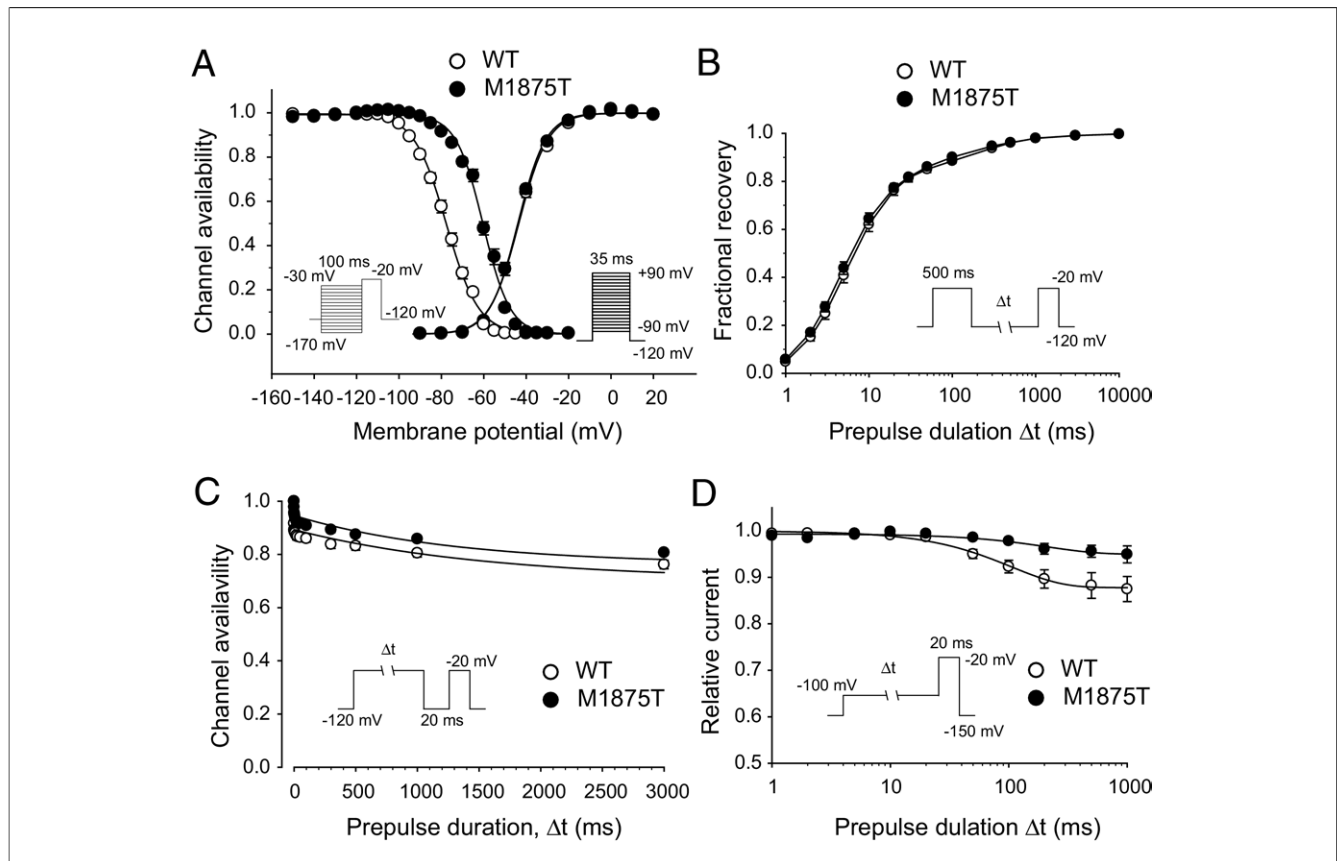 A
WT
M1875T
Channel availability
1.0
0.8
0.6
0.4
0.2
0.0
100 ms
-30 mV
-20 mV
-120 mV
-170 mV
35 ms
+90 mV
-90 mV
-120 mV
-160 -140 -120 -100 -80 -60 -40 -20 0 20
Membrane potential (mV)
B
WT
M1875T
Fractional recovery
1.0
0.8
0.6
0.4
0.2
0.0
500 ms
Δt
-20 mV
-120 mV
1 10 100 1000 10000
Prepulse dulation Δt (ms)
C
Channel availavility
1.0
0.8
0.6
0.4
0.2
0.0
Δt
-20 mV
-120 mV
20 ms
WT
M1875T
0 500 1000 1500 2000 2500 3000
Prepulse duration, Δt (ms)
D
Relative current
1.0
0.9
0.8
0.7
0.6
0.5
20 ms
Δt
-20 mV
-100 mV
-150 mV
WT
M1875T
1 10 100 1000
Prepulse dulation Δt (ms)